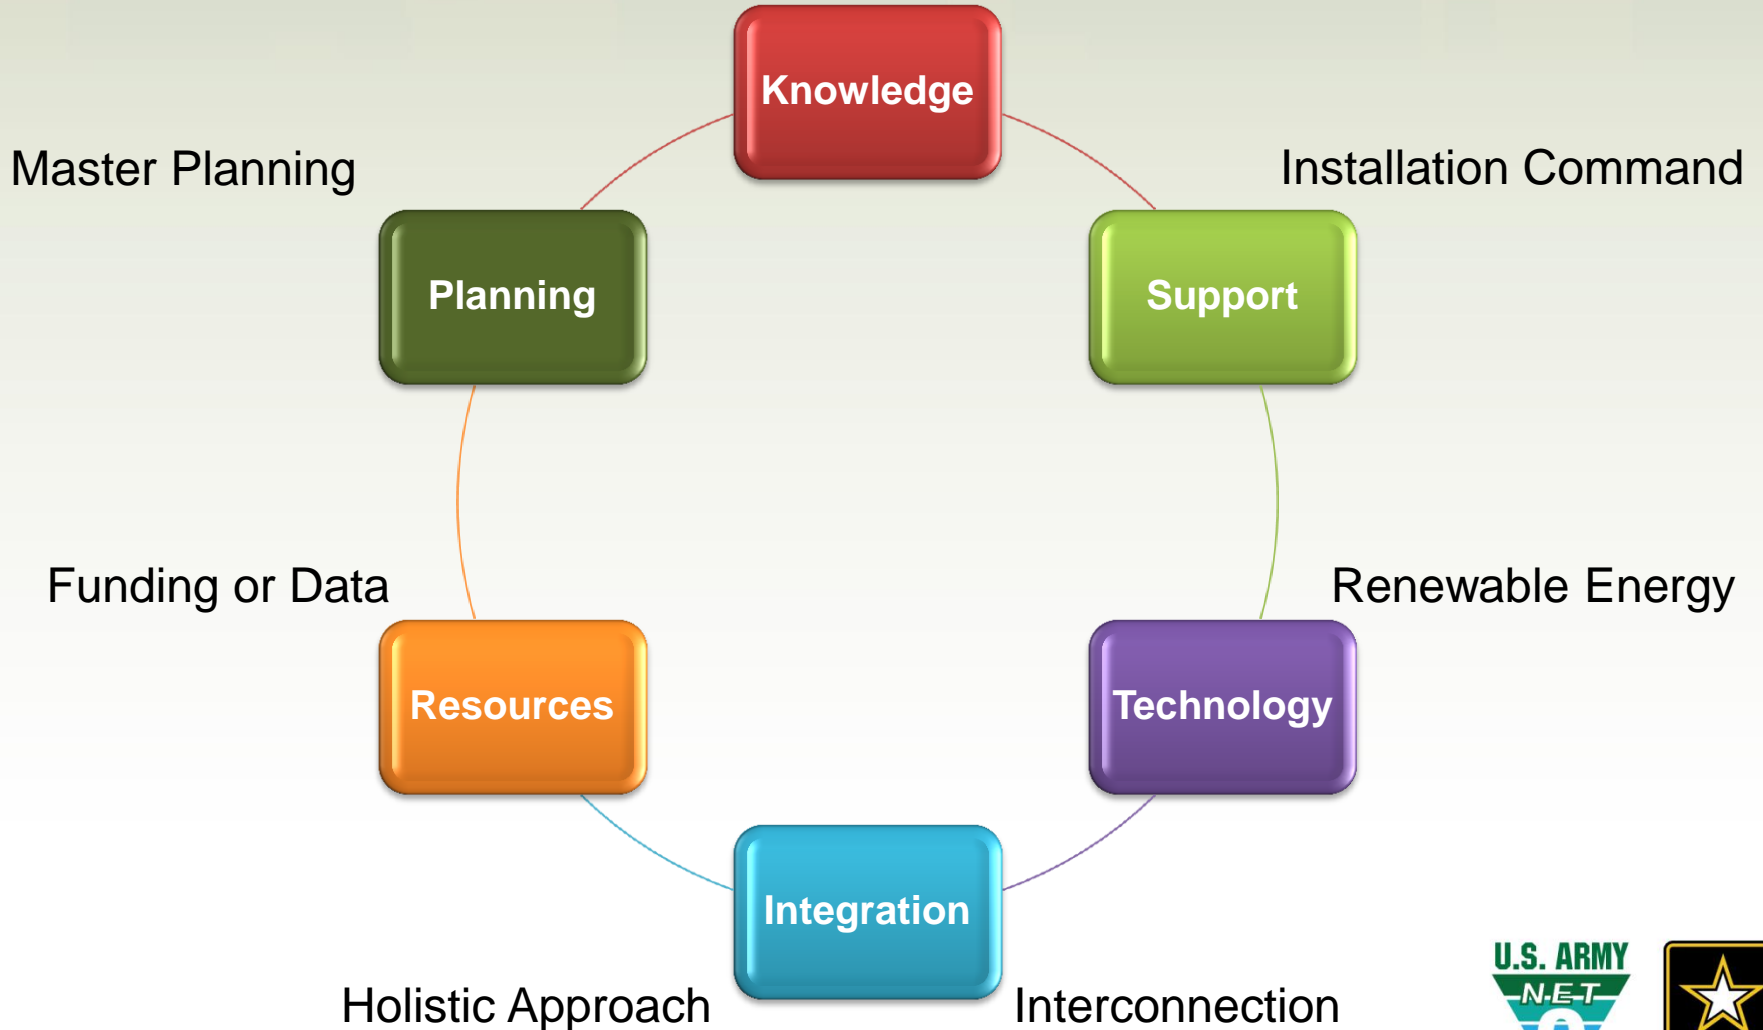 Knowledge
Master Planning
Installation Command
Planning
Support
Funding or Data
Renewable Energy
Resources
Technology
Integration
Holistic Approach
Interconnection
U.S. ARMY
NET